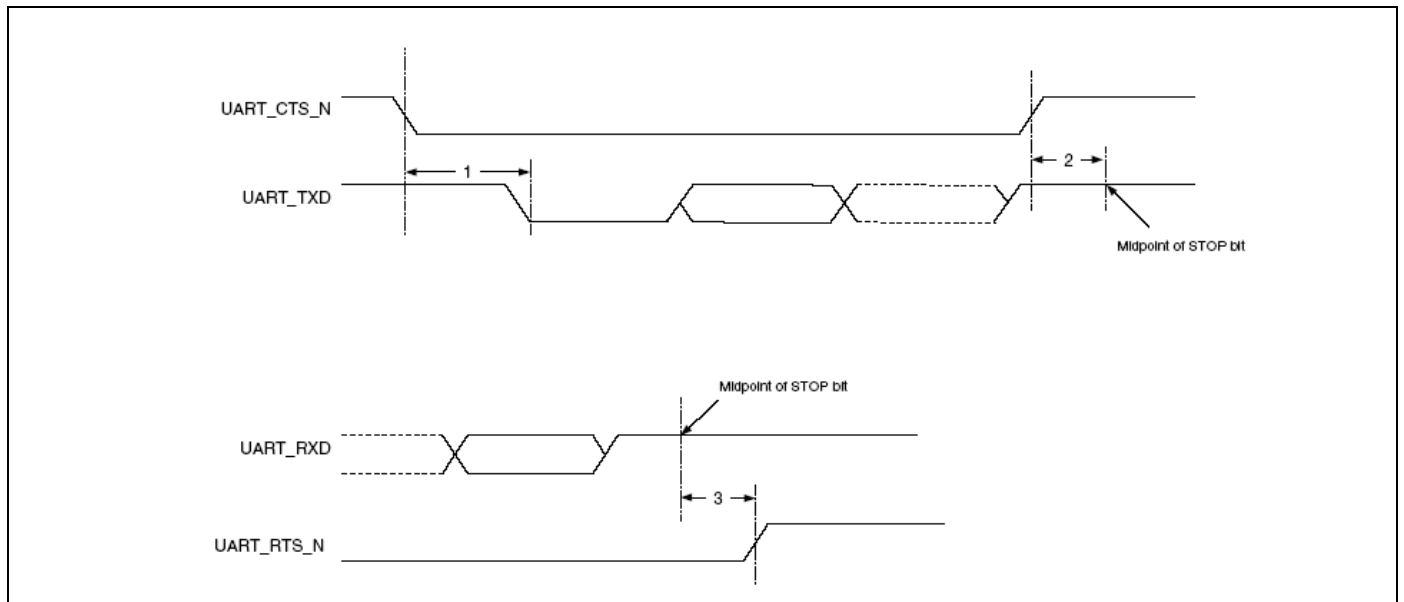 UART_CTS_N
1
2
UART_TXD
Midpoint of STOP bit
Midpoint of STOP bit
UART_RXD
3
UART_RTS_N